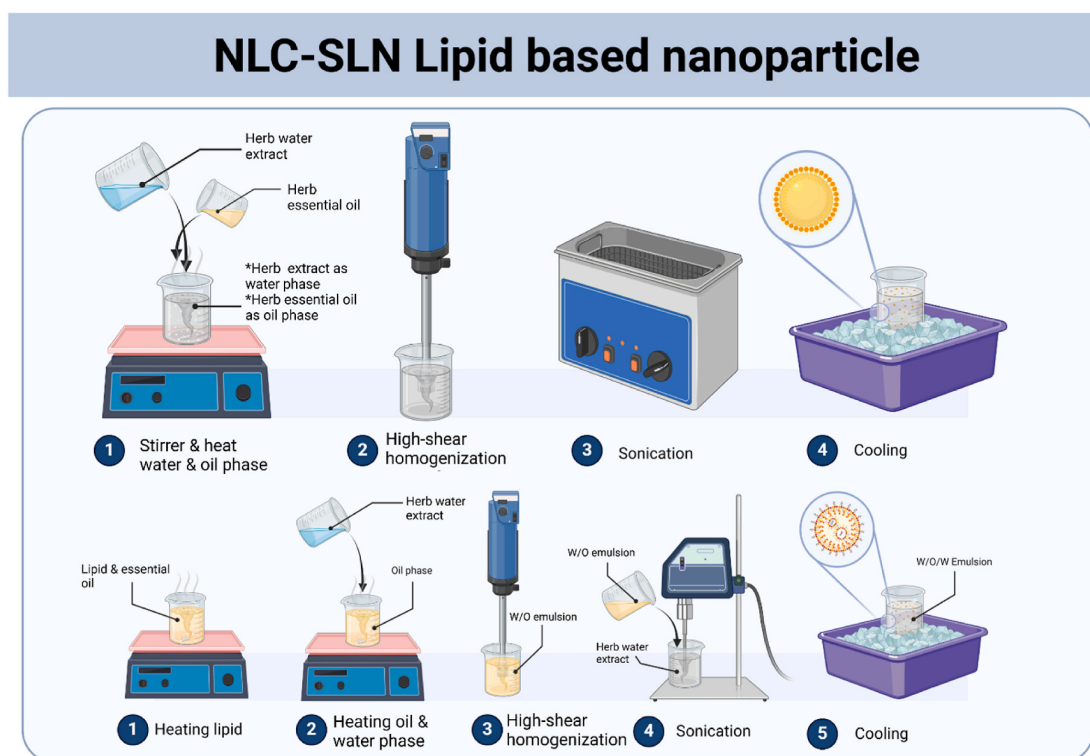 NLC-SLN Lipid based nanoparticle
Herb water
extract
Herb
essential oil
*Herb extract as
water phase
*Herb essential oil
as oil phase
1 Stirrer & heat
water & oil phase
2 High-shear
homogenization
3 Sonication
4 Cooling
Herb water
extract
Lipid & essential
oil
Oil phase
W/O emulsion
W/O emulsion
Herb water
extract
W/O/W Emulsion
1 Heating lipid
2 Heating oil &
water phase
3 High-shear
homogenization
4 Sonication
5 Cooling